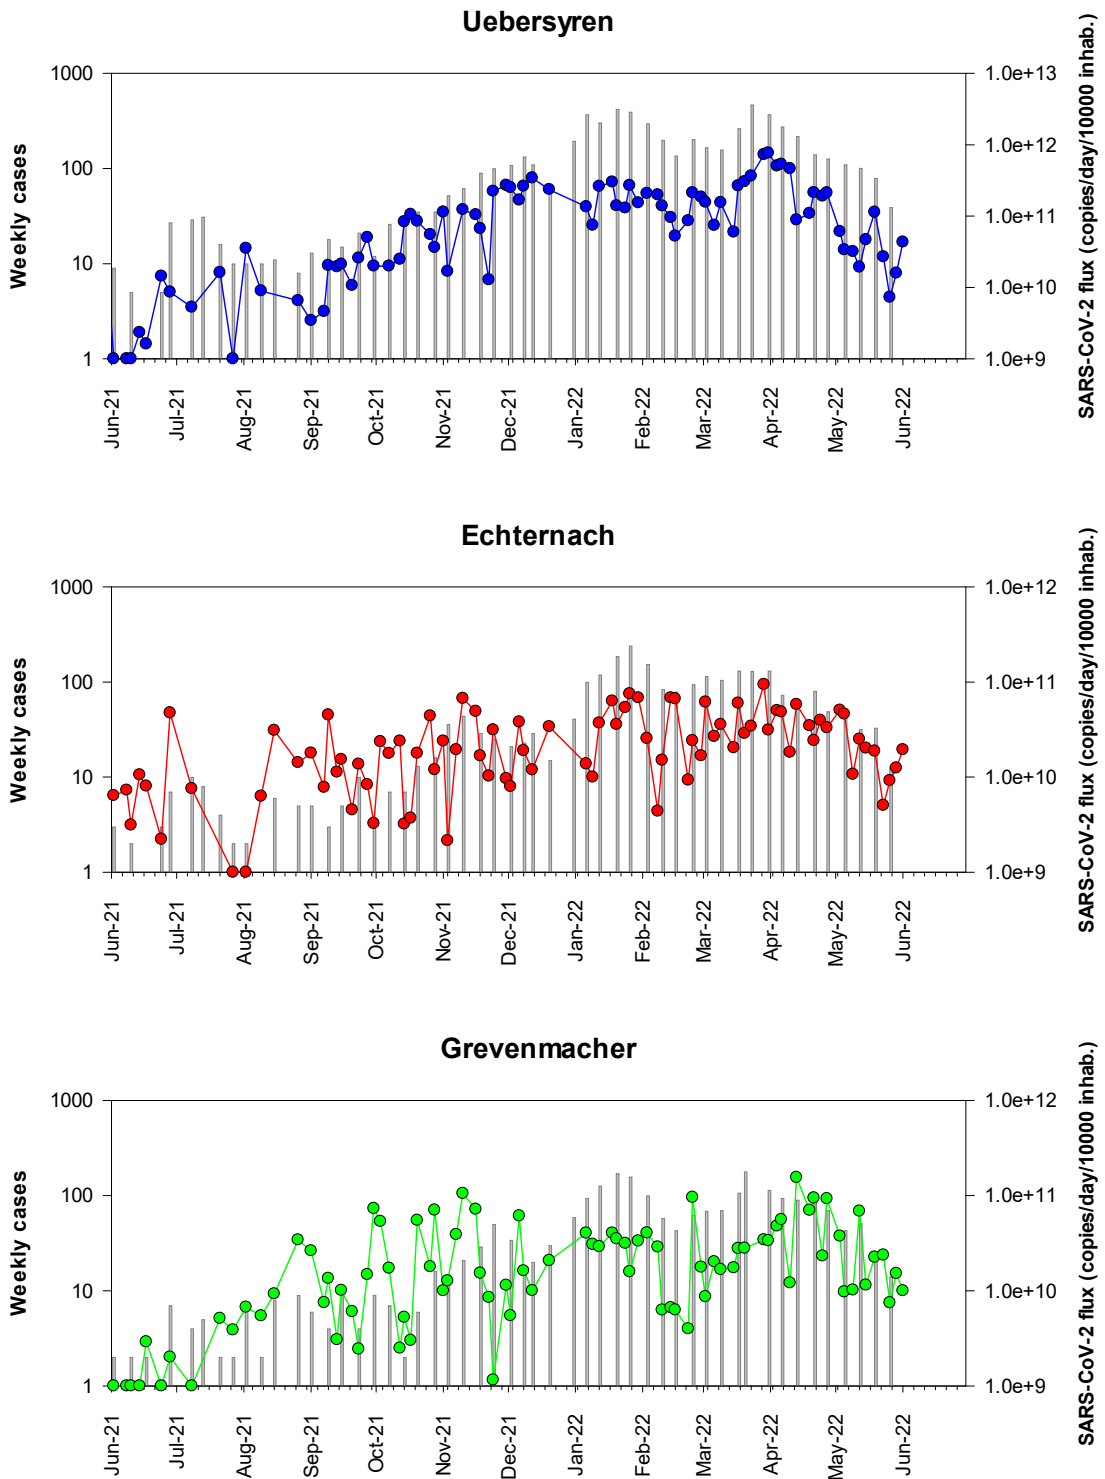 Uebersyren
Weekly cases
1000
100
10
1
1.0e+13
1.0e+12
1.0e+11
1.0e+10
1.0e+9
SARS-CoV-2 flux (copies/day/10000 inhab.)
Jun-21
Jul-21
Aug-21
Sep-21
Oct-21
Nov-21
Dec-21
Jan-22
Feb-22
Mar-22
Apr-22
May-22
Jun-22
Echternach
Weekly cases
1000
100
10
1
1.0e+12
1.0e+11
1.0e+10
1.0e+9
SARS-CoV-2 flux (copies/day/10000 inhab.)
Jun-21
Jul-21
Aug-21
Sep-21
Oct-21
Nov-21
Dec-21
Jan-22
Feb-22
Mar-22
Apr-22
May-22
Jun-22
Grevenmacher
Weekly cases
1000
100
10
1
1.0e+12
1.0e+11
1.0e+10
1.0e+9
SARS-CoV-2 flux (copies/day/10000 inhab.)
Jun-21
Jul-21
Aug-21
Sep-21
Oct-21
Nov-21
Dec-21
Jan-22
Feb-22
Mar-22
Apr-22
May-22
Jun-22